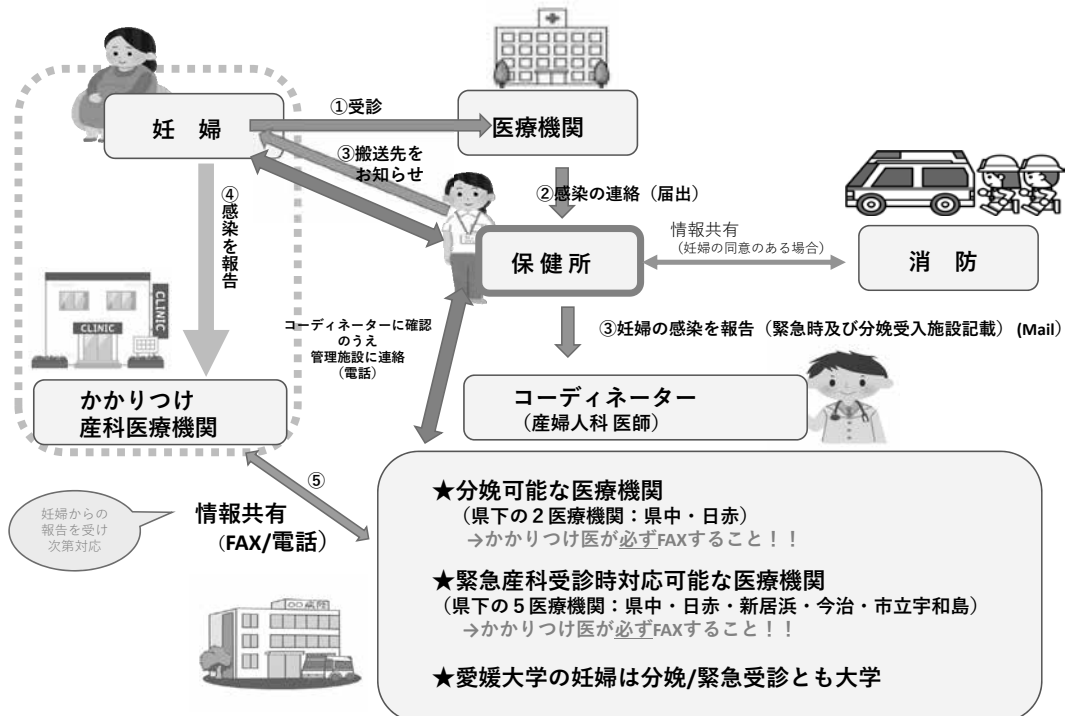 ①受診
妊　婦
医療機関
③搬送先を
お知らせ
②感染の連絡（届出）
④感染を報告
情報共有
（妊婦の同意のある場合）
保健所
消　防
CLINIC
CLINIC
コーディネーターに確認
のうえ
管理施設に連絡
（電話）
③妊婦の感染を報告（緊急時及び分娩受入施設記載）(Mail)
かかりつけ
産科医療機関
コーディネーター
（産婦人科 医師）
⑤
妊婦からの
報告を受け
次第対応
情報共有
（FAX/電話）
★分娩可能な医療機関
（県下の２医療機関：県中・日赤）
→かかりつけ医が必ずFAXすること！！
★緊急産科受診時対応可能な医療機関
（県下の５医療機関：県中・日赤・新居浜・今治・市立宇和島）
→かかりつけ医が必ずFAXすること！！
★愛媛大学の妊婦は分娩/緊急受診とも大学
○○病院